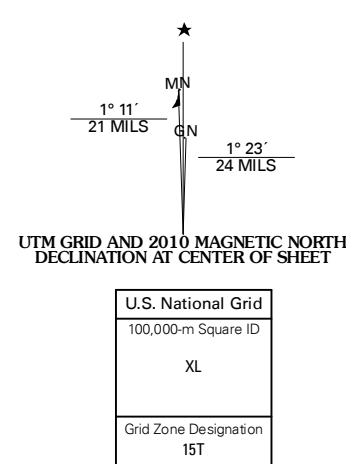 MN
1° 11´
21 MILS
GN
1° 23´
24 MILS
UTM GRID AND 2010 MAGNETIC NORTH
DECLINATION AT CENTER OF SHEET
U.S. National Grid
100,000-m Square ID
XL
Grid Zone Designation
15T